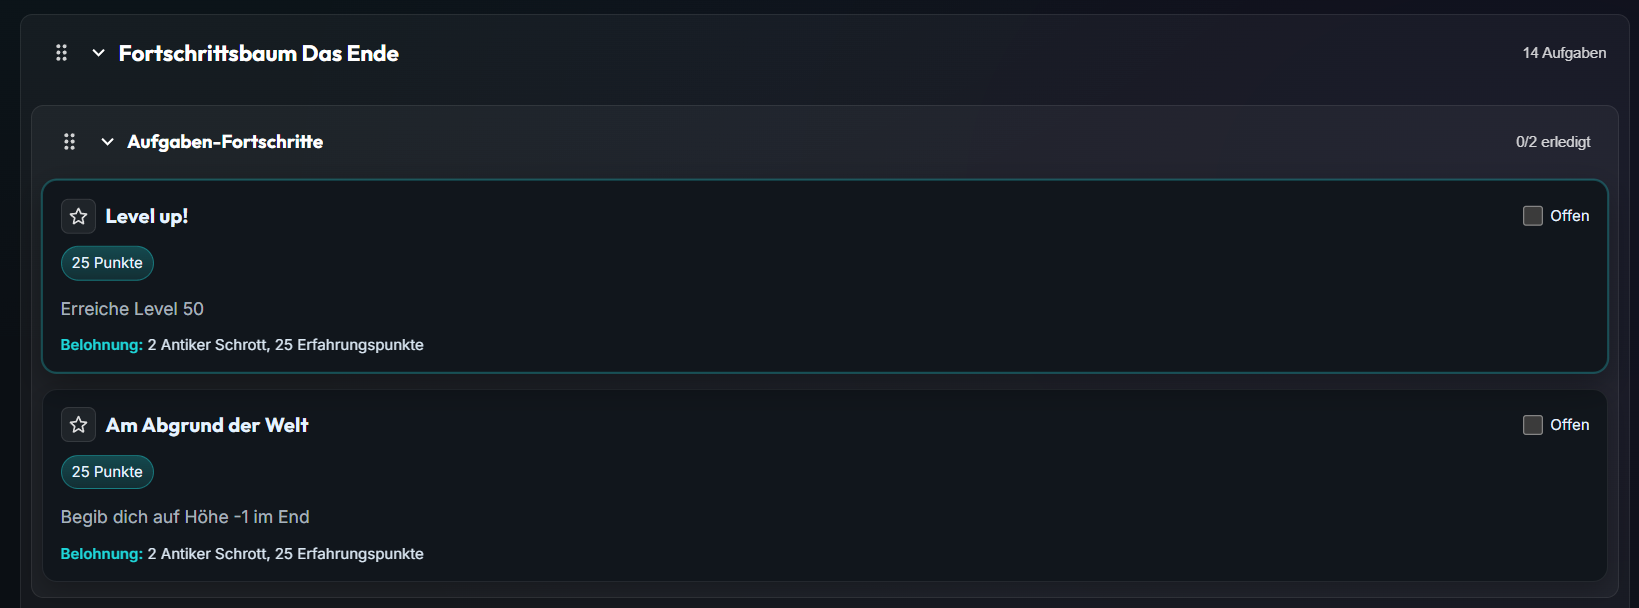 Fortschrittsbaum Das Ende
14 Aufgaben
Aufgaben-Fortschritte
0/2 erledigt
Level up!
Offen
25 Punkte
Erreiche Level 50
Belohnung: 2 Antiker Schrott, 25 Erfahrungspunkte
Am Abgrund der Welt
Offen
25 Punkte
Begib dich auf Höhe -1 im End
Belohnung: 2 Antiker Schrott, 25 Erfahrungspunkte